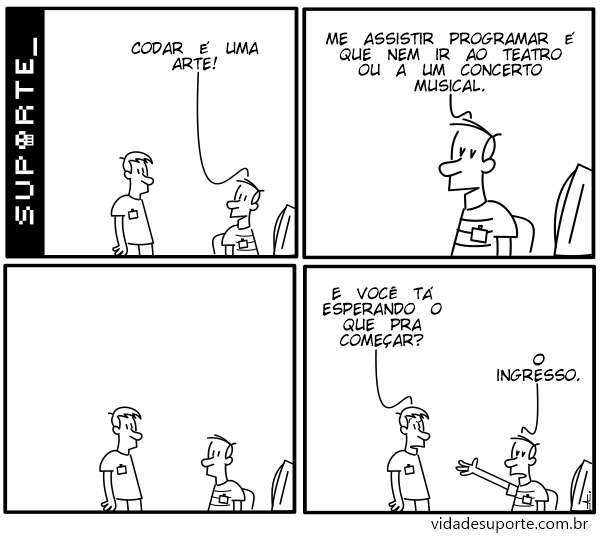 SUPORTE_
CODAR É UMA
ARTE!
ME ASSISTIR PROGRAMAR É
QUE NEM IR AO TEATRO
OU A UM CONCERTO
MUSICAL.
E VOCÊ TÁ
ESPERANDO O
QUE PRA
COMEÇAR?
O
INGRESSO.
vidadesuporte.com.br